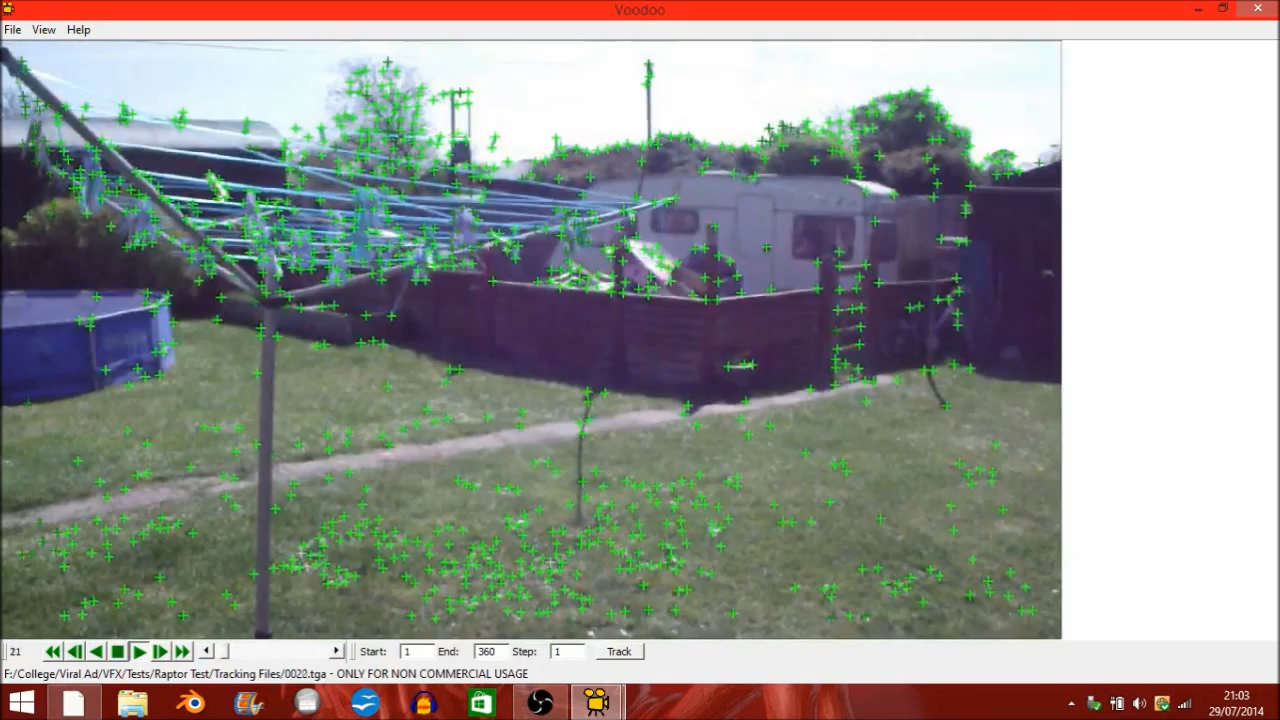 Voodoo
File View Help
21 Start: 1 End: 360 Step: 1 Track
F:/College/Viral Ad/VFX/Tests/Raptor Test/Tracking Files/0022.tga - ONLY FOR NON COMMERCIAL USAGE
21:03
29/07/2014